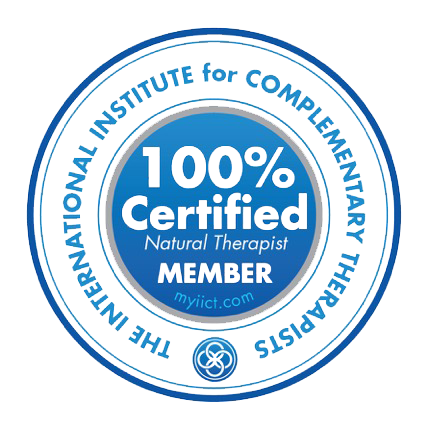 THE INTERNATIONAL INSTITUTE for COMPLEMENTARY THERAPISTS
100%
Certified
Natural Therapist
MEMBER
myiict.com